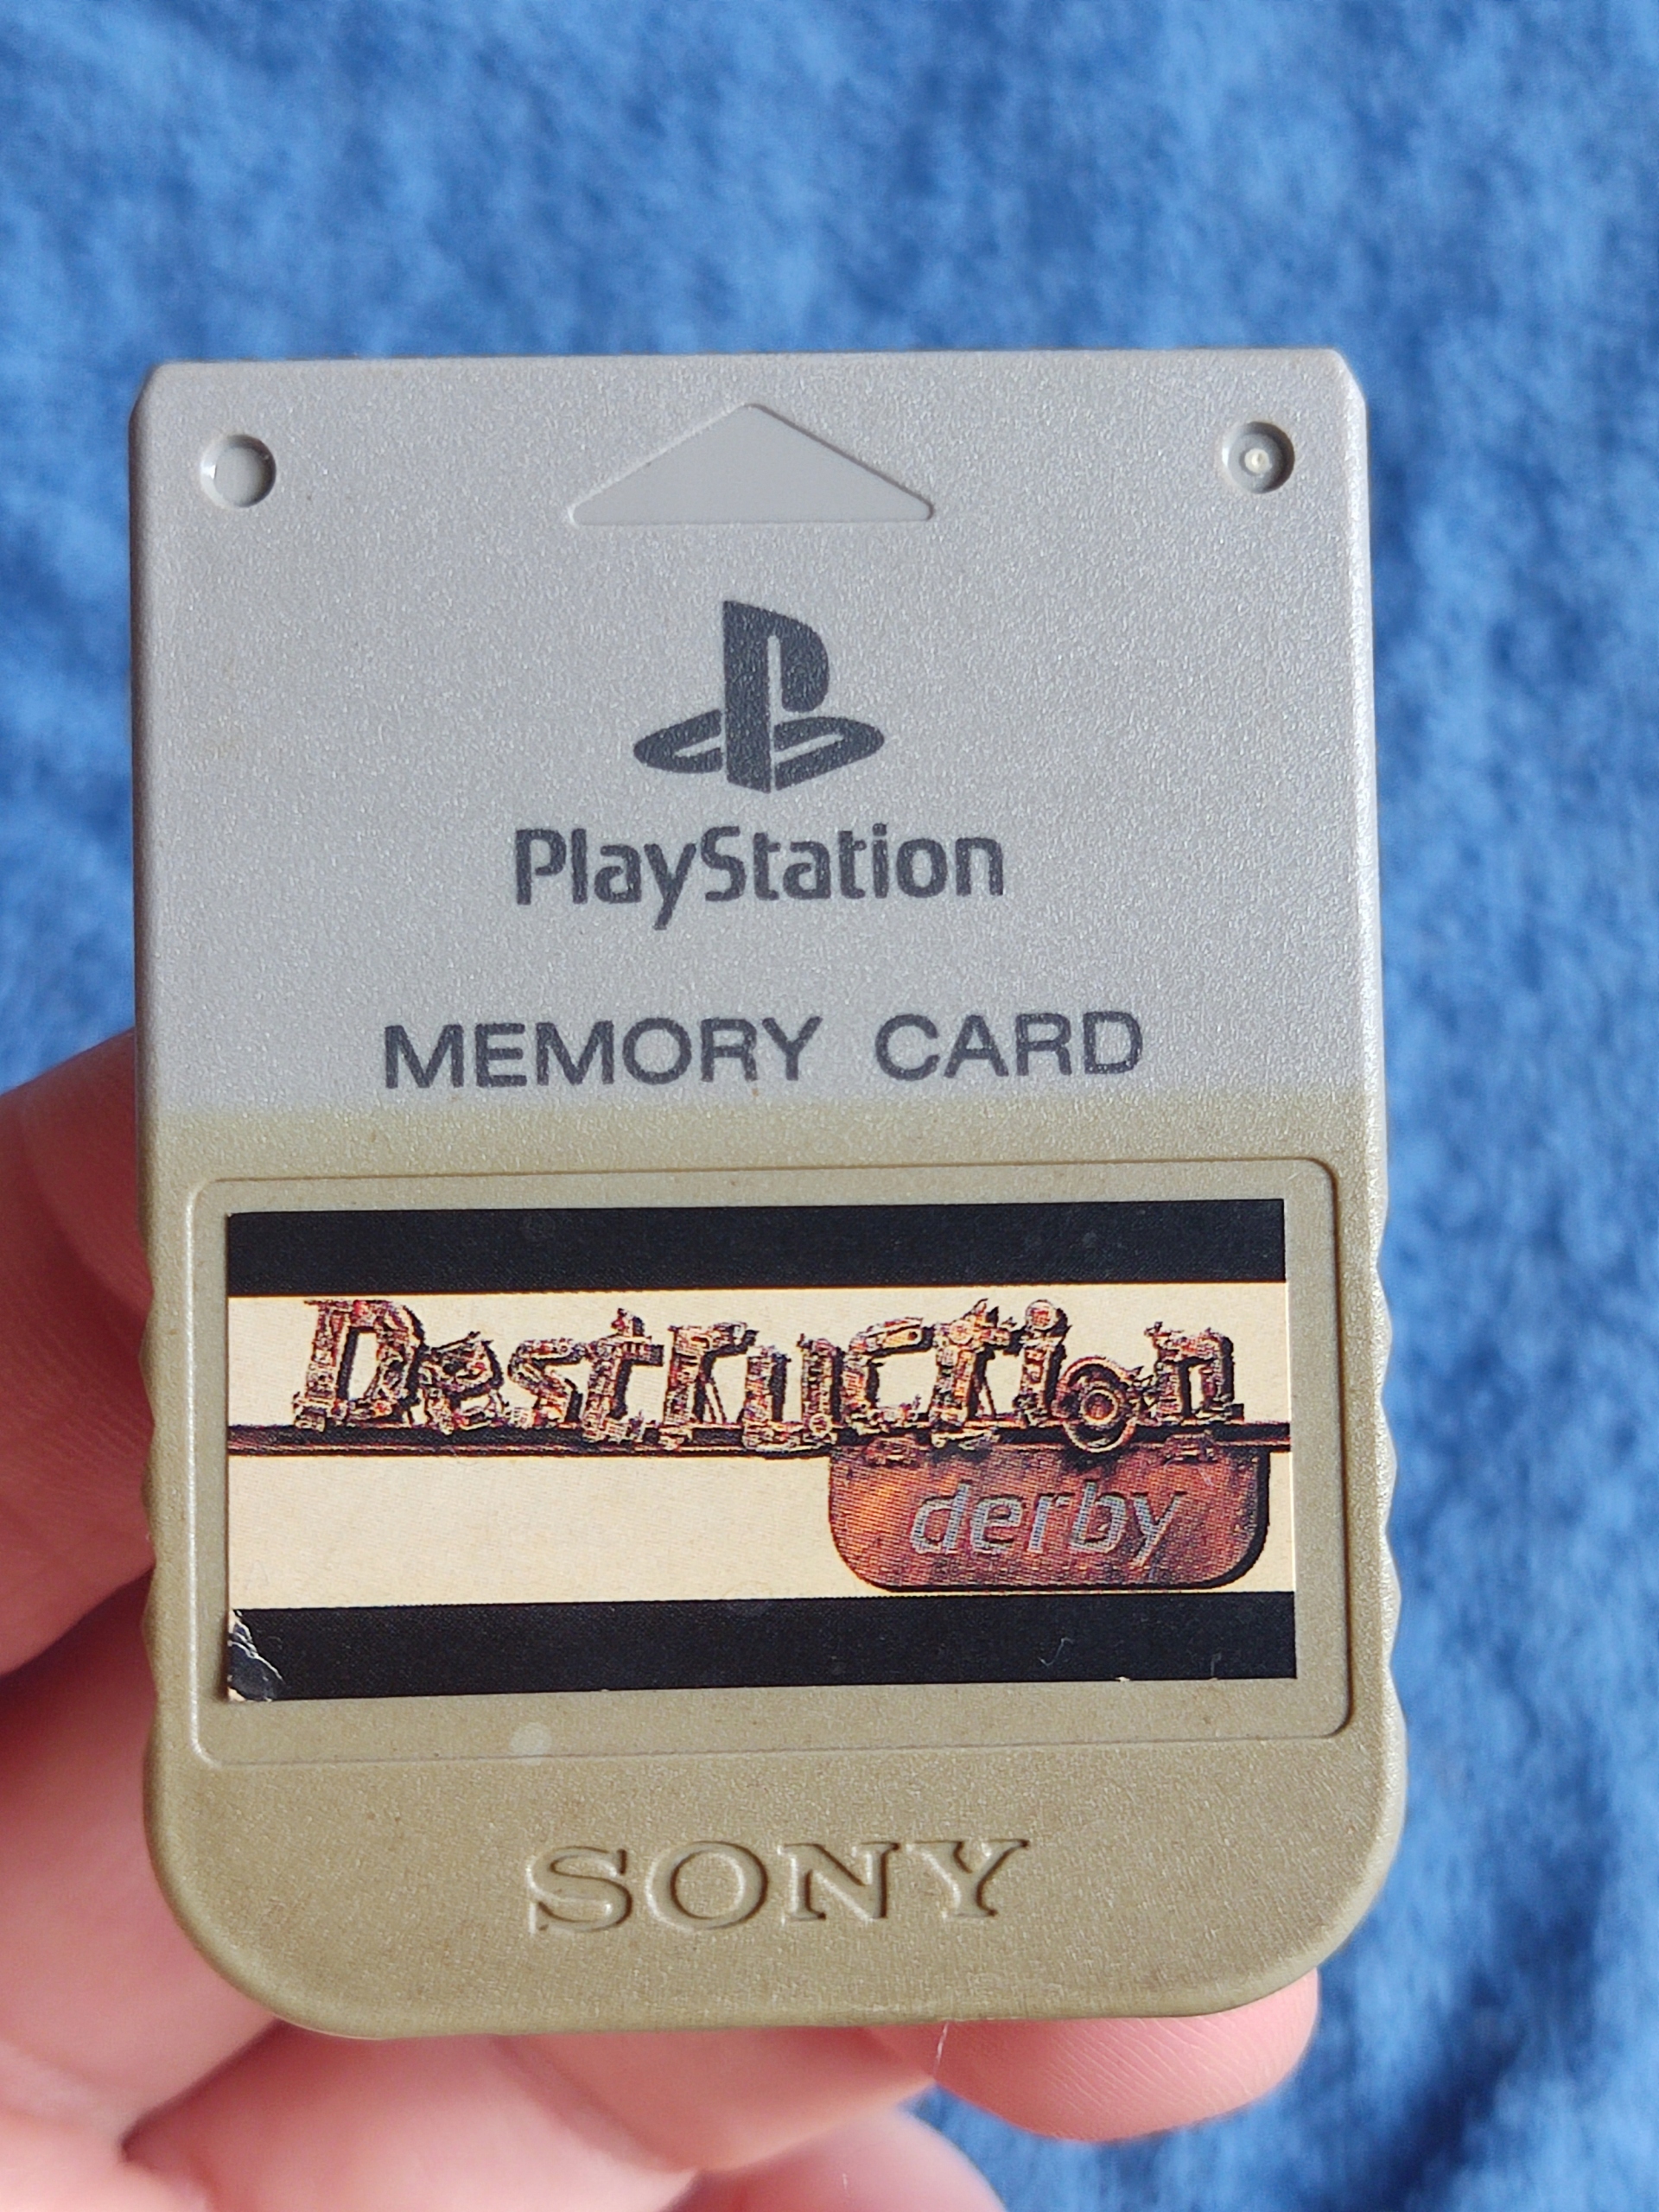 PlayStation
MEMORY CARD
Destruction
derby
SONY